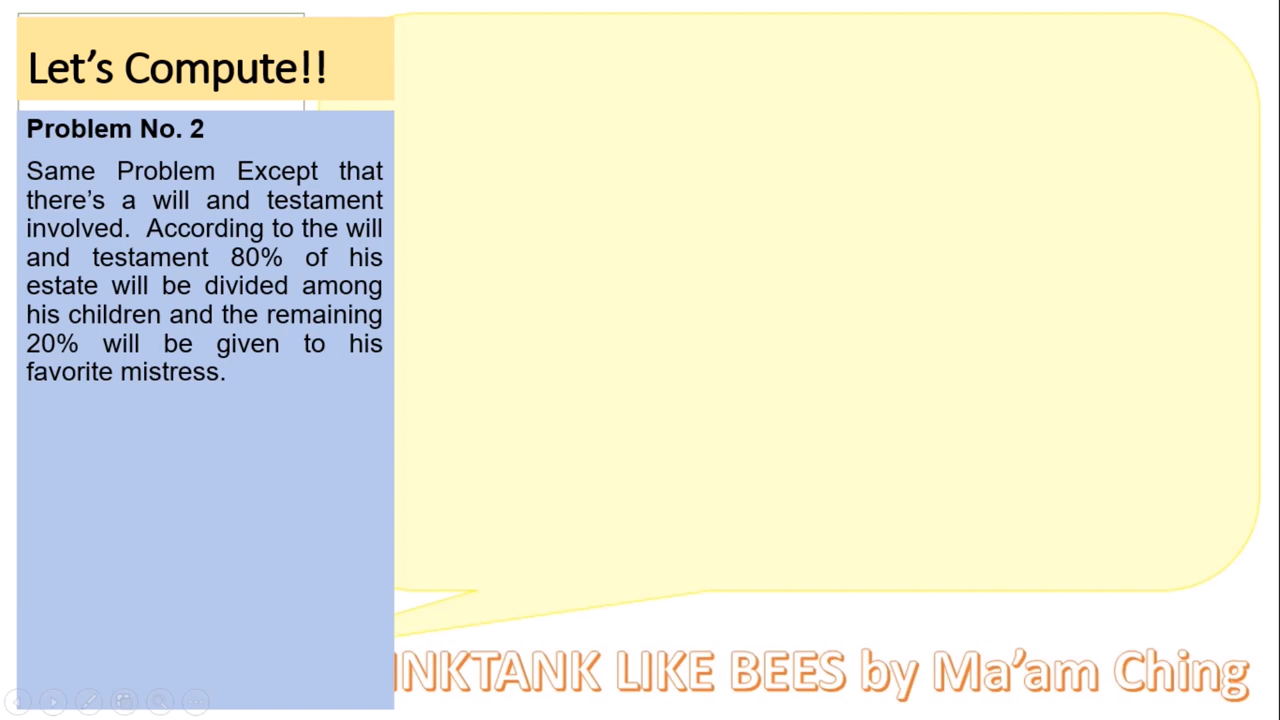 Let’s Compute!!
Problem No. 2
Same Problem Except that
there’s a will and testament
involved.  According to the will
and testament 80% of his
estate will be divided among
his children and the remaining
20% will be given to his
favorite mistress.
INKTANK LIKE BEES by Ma’am Ching